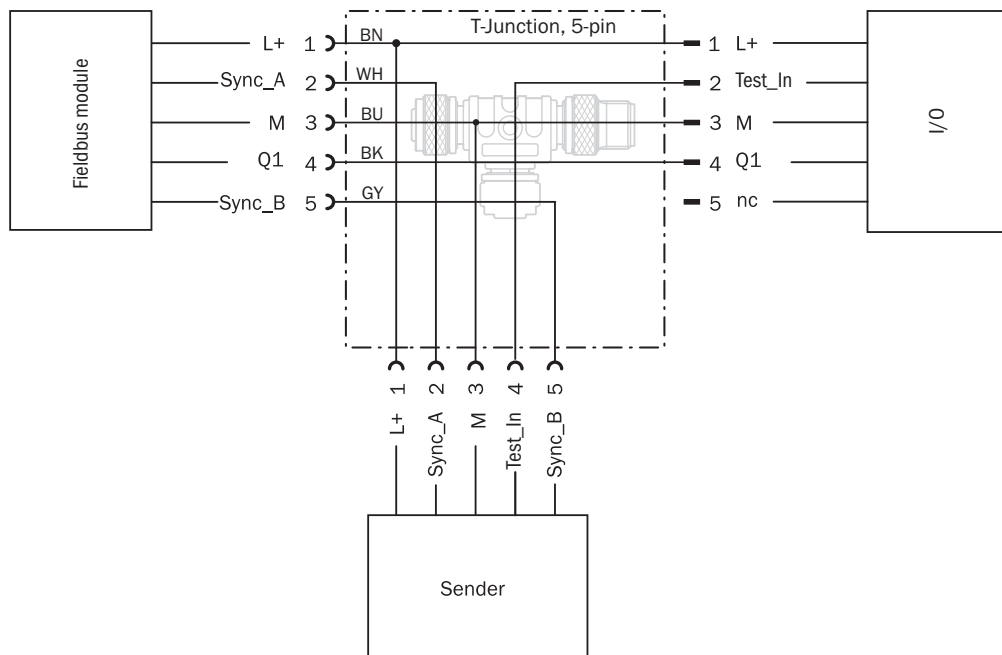 T-Junction, 5-pin
Fieldbus module
L+ 1 BN 1 L+
Sync_A 2 WH 2 Test_In
M 3 BU 3 M
Q1 4 BK 4 Q1
Sync_B 5 GY 5 nc
I/O
1 2 3 4 5
L+ Sync_A M Test_In Sync_B
Sender